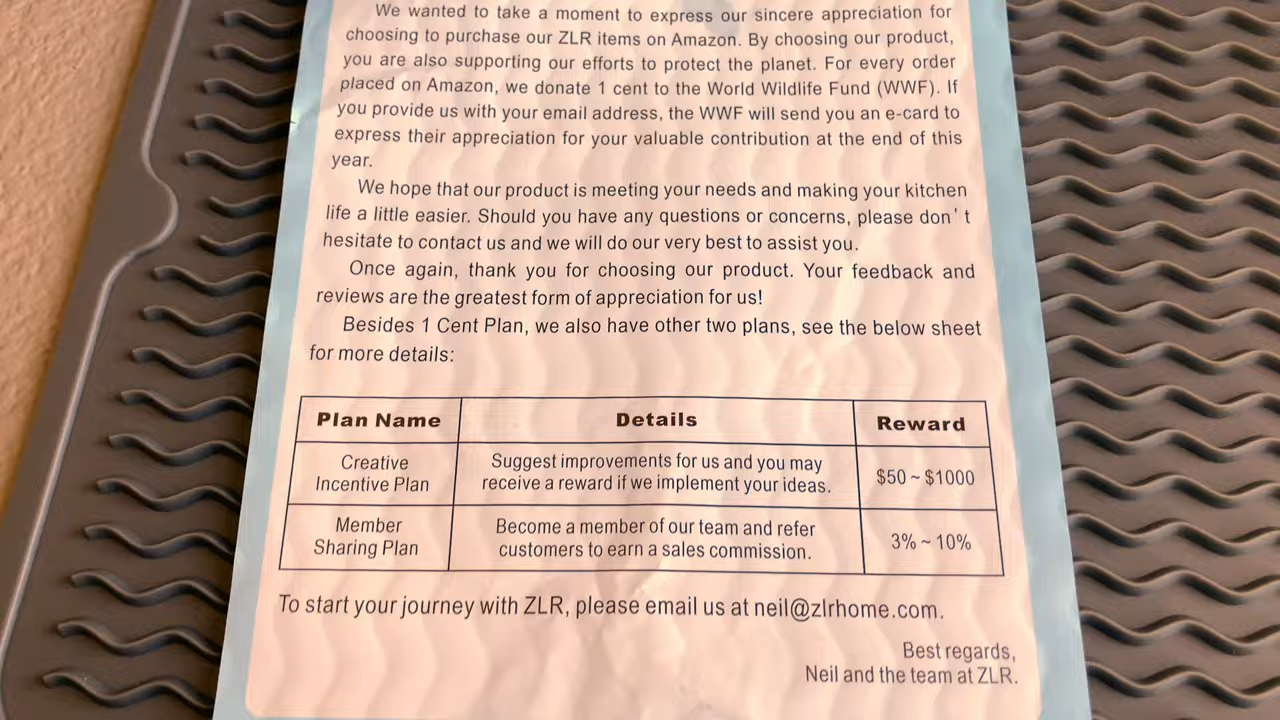 We wanted to take a moment to express our sincere appreciation for
choosing to purchase our ZLR items on Amazon. By choosing our product,
you are also supporting our efforts to protect the planet. For every order
placed on Amazon, we donate 1 cent to the World Wildlife Fund (WWF). If
you provide us with your email address, the WWF will send you an e-card to
express their appreciation for your valuable contribution at the end of this
year.
We hope that our product is meeting your needs and making your kitchen
life a little easier. Should you have any questions or concerns, please don' t
hesitate to contact us and we will do our very best to assist you.
Once again, thank you for choosing our product. Your feedback and
reviews are the greatest form of appreciation for us!
Besides 1 Cent Plan, we also have other two plans, see the below sheet
for more details:
Plan Name Details Reward
Creative Incentive Plan Suggest improvements for us and you may receive a reward if we implement your ideas. $50 ~ $1000
Member Sharing Plan Become a member of our team and refer customers to earn a sales commission. 3% ~ 10%
To start your journey with ZLR, please email us at neil@zlrhome.com.
Best regards,
Neil and the team at ZLR.